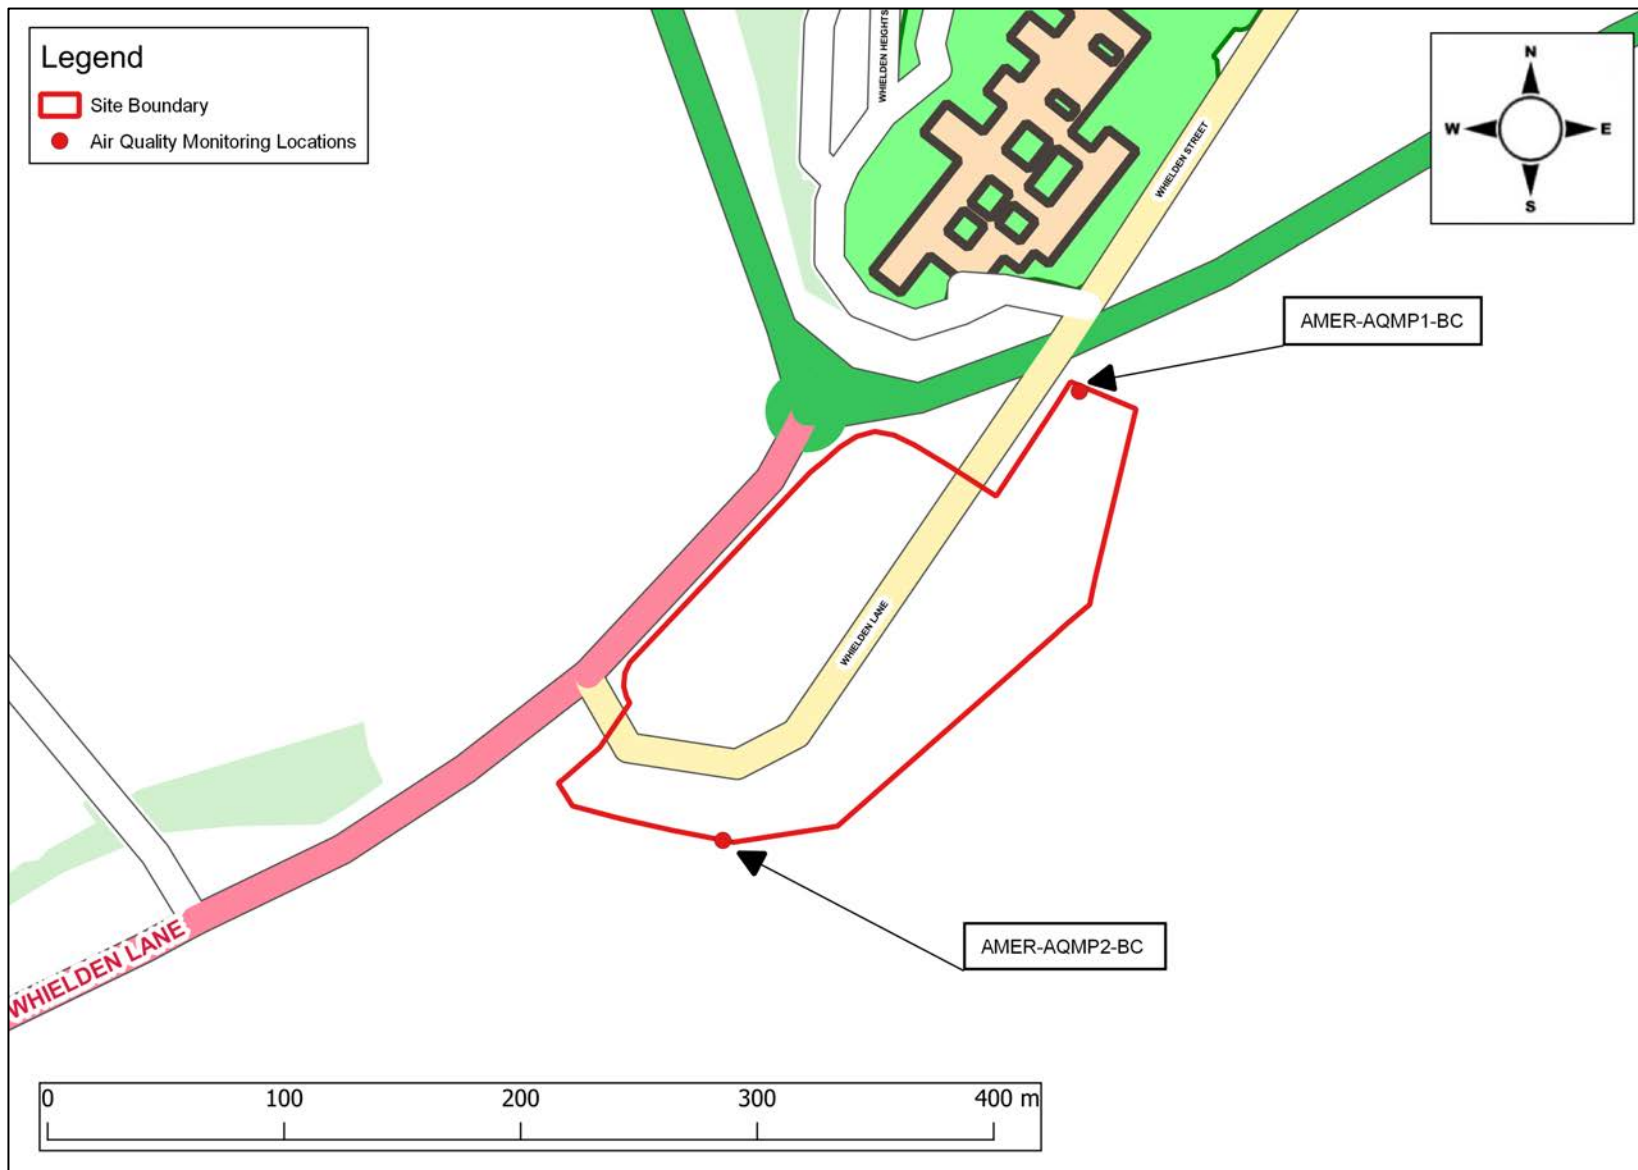 Legend
Site Boundary
Air Quality Monitoring Locations
WHIELDEN HEIGHTS
WHIELDEN STREET
N
W E
S
AMER-AQMP1-BC
WHIELDEN LANE
AMER-AQMP2-BC
WHIELDEN LANE
0 100 200 300 400 m